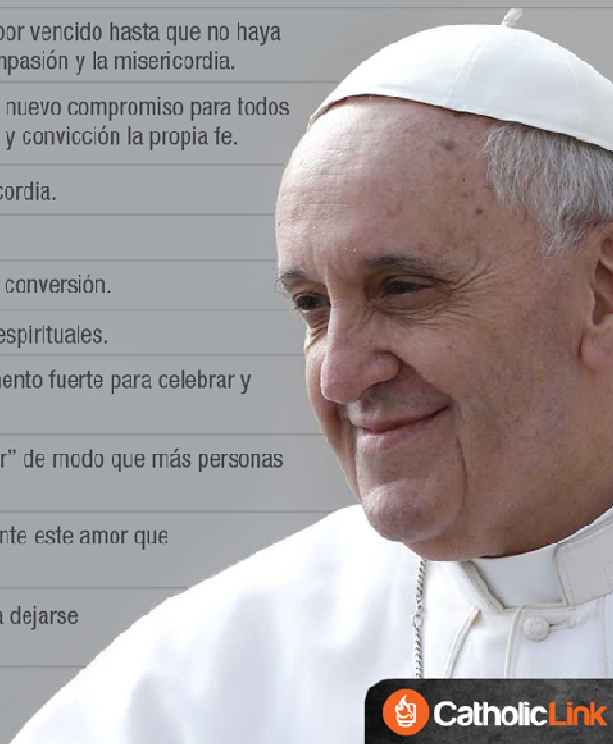 por vencido hasta que no haya
mpasión y la misericordia.
nuevo compromiso para todos
y convicción la propia fe.
cordia.
conversión.
espirituales.
mento fuerte para celebrar y
r” de modo que más personas
nte este amor que
a dejarse
CatholicLink